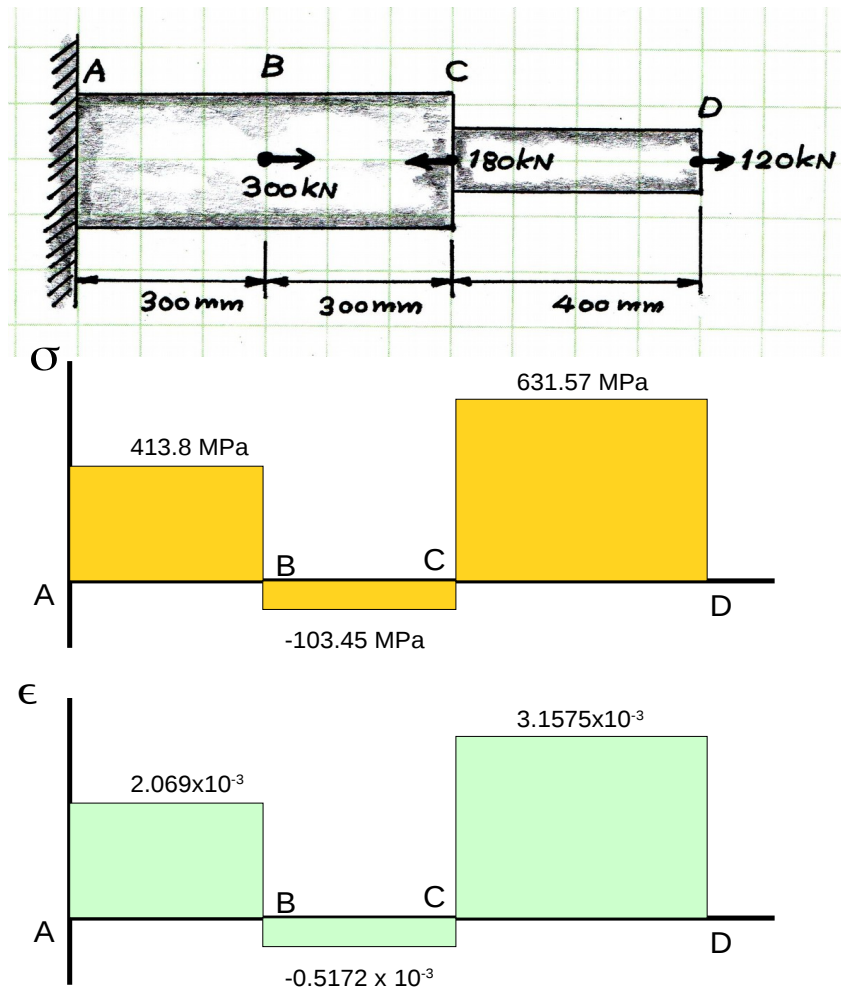 A B C D
300kN 180kN 120kN
300mm 300mm 400mm
σ
631.57 MPa
413.8 MPa
B C
A D
-103.45 MPa
ϵ
3.1575x10⁻³
2.069x10⁻³
B C
A D
-0.5172 x 10⁻³